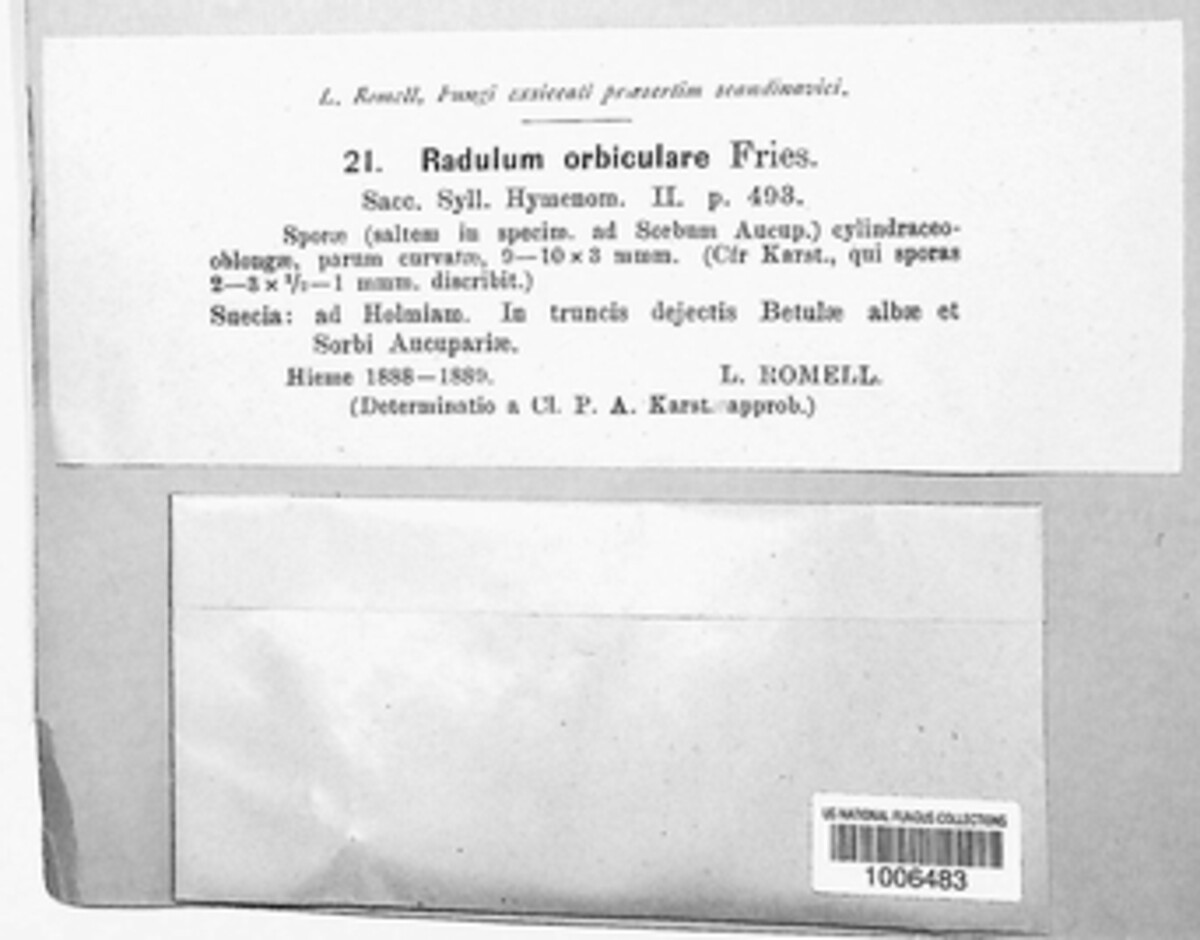 L. Romell, Fungi exsiccati præsertim scandinavici.
21. Radulum orbiculare Fries.
Sacc. Syll. Hymenom. II. p. 493.
Sporæ (saltem in specim. ad Sorbum Aucup.) cylindraceo-
oblongæ, parum curvatæ, 9—10 × 3 mmm. (Cfr Karst., qui sporas
2—3 × ¹/₂—1 mmm. discribit.)
Suecia: ad Holmiam. In truncis dejectis Betulæ albæ et
Sorbi Aucupariæ.
Hieme 1888—1889. L. ROMELL.
(Determinatio a Cl. P. A. Karst. approb.)
US NATIONAL FUNGUS COLLECTIONS
1006483